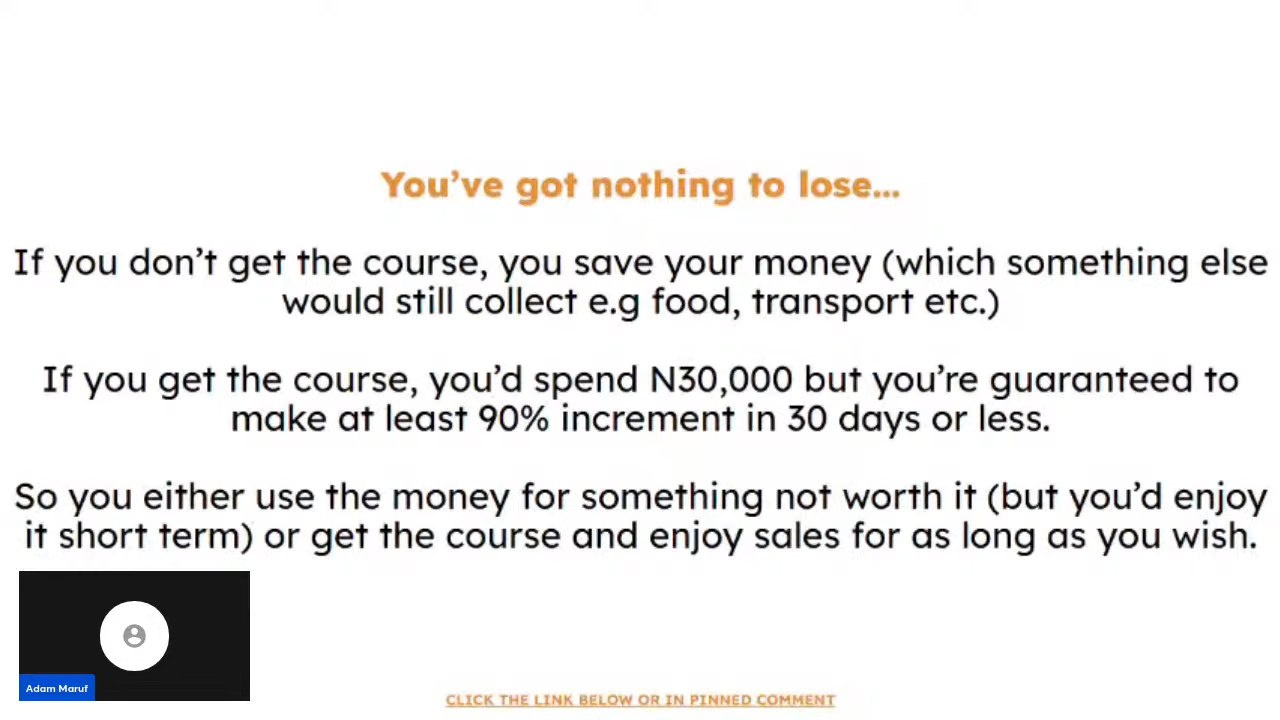 You’ve got nothing to lose...
If you don’t get the course, you save your money (which something else
would still collect e.g food, transport etc.)
If you get the course, you’d spend N30,000 but you’re guaranteed to
make at least 90% increment in 30 days or less.
So you either use the money for something not worth it (but you’d enjoy
it short term) or get the course and enjoy sales for as long as you wish.
Adam Maruf
CLICK THE LINK BELOW OR IN PINNED COMMENT